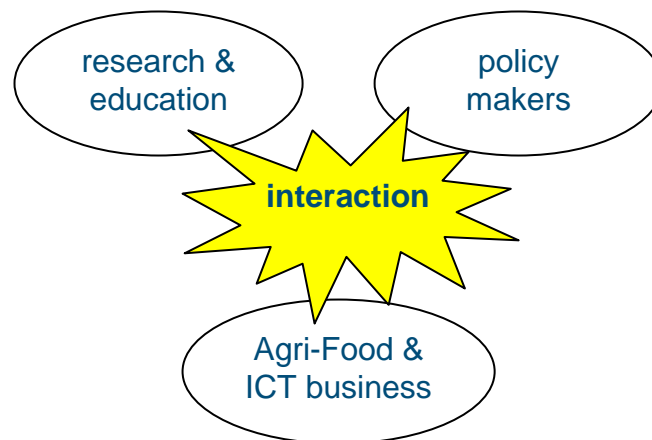 research &
education
policy
makers
interaction
Agri-Food &
ICT business